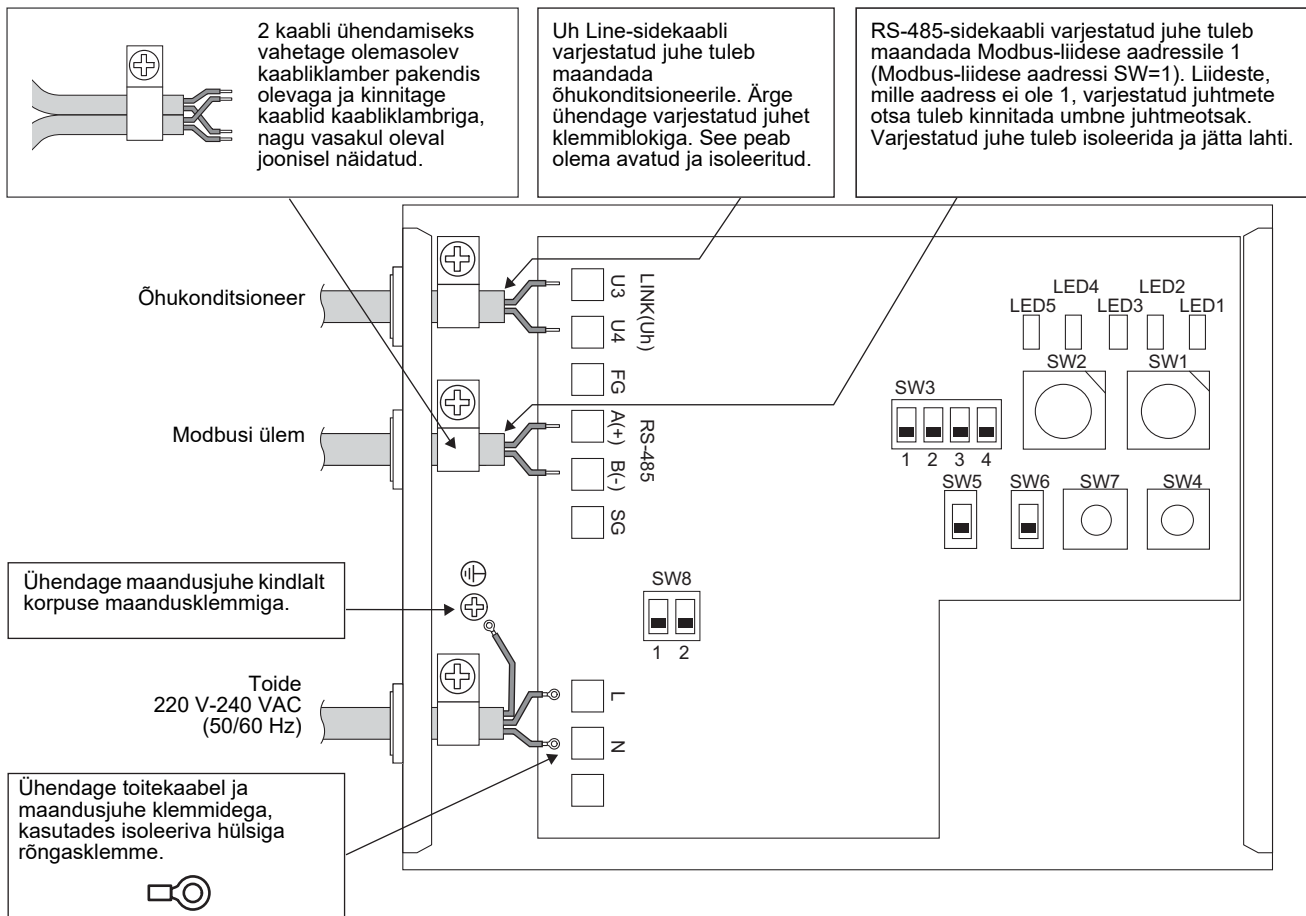 2 kaabli ühendamiseks
vahetage olemasolev
kaabliklamber pakendis
olevaga ja kinnitage
kaablid kaabliklambriga,
nagu vasakul oleval
joonisel näidatud.
Uh Line-sidekaabli
varjestatud juhe tuleb
maandada
õhukonditsioneerile. Ärge
ühendage varjestatud juhet
klemmiblokiga. See peab
olema avatud ja isoleeritud.
RS-485-sidekaabli varjestatud juhe tuleb
maandada Modbus-liidese aadressile 1
(Modbus-liidese aadressi SW=1). Liideste,
mille aadress ei ole 1, varjestatud juhtmete
otsa tuleb kinnitada umbne juhtmeotsak.
Varjestatud juhe tuleb isoleerida ja jätta lahti.
Õhukonditsioneer
U3
U4
LINK(Uh)
FG
Modbusi ülem
A(+)
B(-)
RS-485
SG
LED5
LED4
LED3
LED2
LED1
SW2
SW1
SW3
1 2 3 4
SW5
SW6
SW7
SW4
Ühendage maandusjuhe kindlalt
korpuse maandusklemmiga.
SW8
1 2
Toide
220 V-240 VAC
(50/60 Hz)
L
N
Ühendage toitekaabel ja
maandusjuhe klemmidega,
kasutades isoleeriva hülsiga
rõngasklemme.